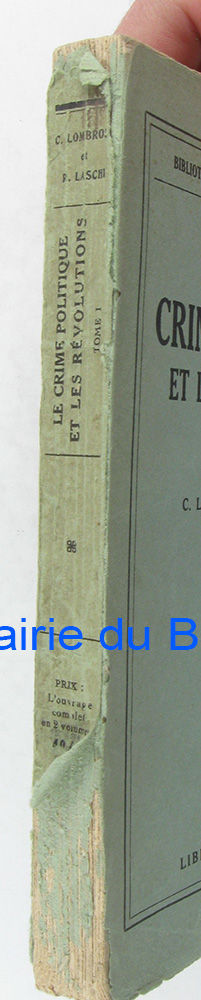 C. LOMBRO
et
R. LASCHI
LE CRIME POLITIQUE
ET LES RÉVOLUTIONS
TOME I
PRIX :
L'ouvrage
complet
en 2 volumes
BIBLIOT
CRIM
ET L
C. L
LIBR
airie du B